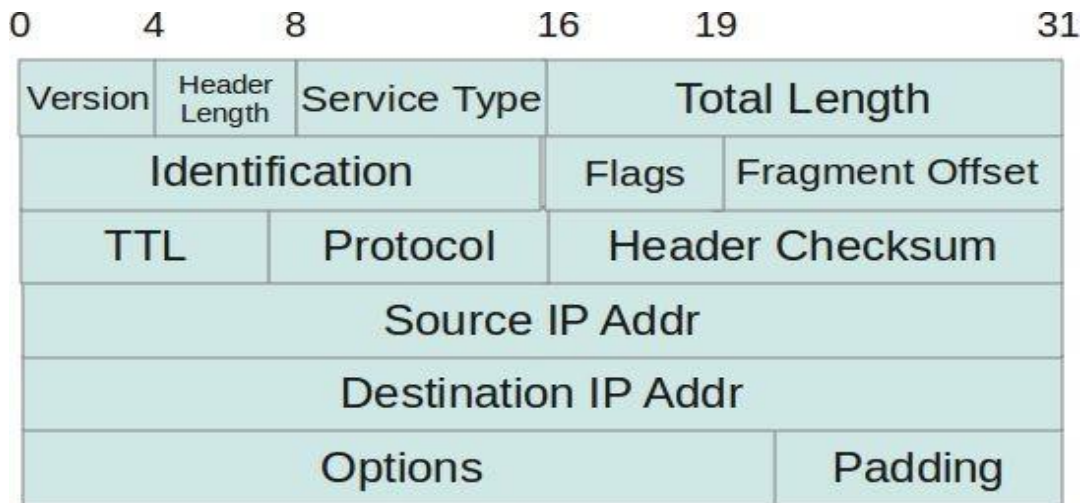 0 4 8 16 19 31
Version Header Length Service Type Total Length
Identification Flags Fragment Offset
TTL Protocol Header Checksum
Source IP Addr
Destination IP Addr
Options Padding